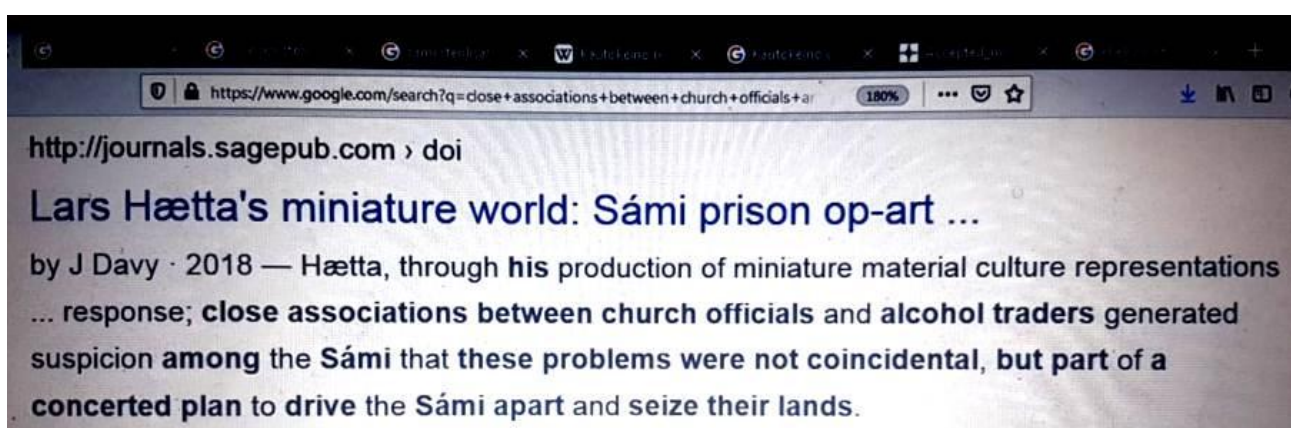 https://www.google.com/search?q=close+associations+between+church+officials+ar 180%
http://journals.sagepub.com › doi
Lars Hætta's miniature world: Sámi prison op-art ...
by J Davy · 2018 — Hætta, through his production of miniature material culture representations
... response; close associations between church officials and alcohol traders generated
suspicion among the Sámi that these problems were not coincidental, but part of a
concerted plan to drive the Sámi apart and seize their lands.